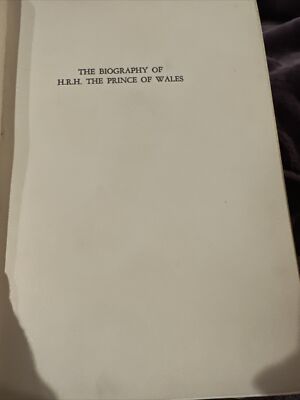 THE BIOGRAPHY OF
H.R.H. THE PRINCE OF WALES